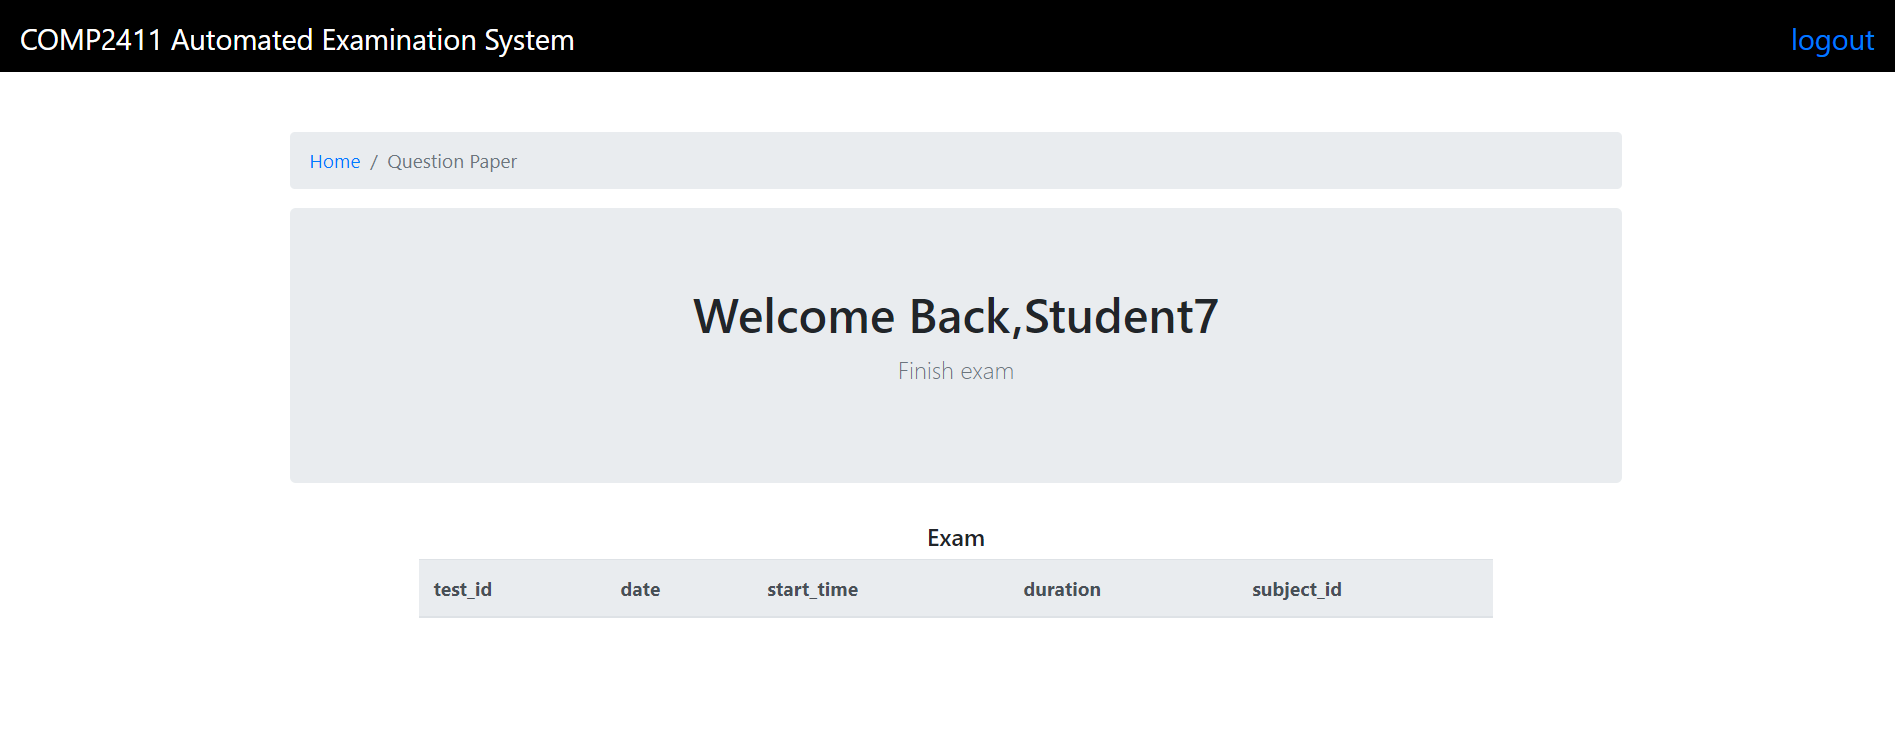 COMP2411 Automated Examination System logout
Home / Question Paper
Welcome Back,Student7
Finish exam
Exam
test_id date start_time duration subject_id